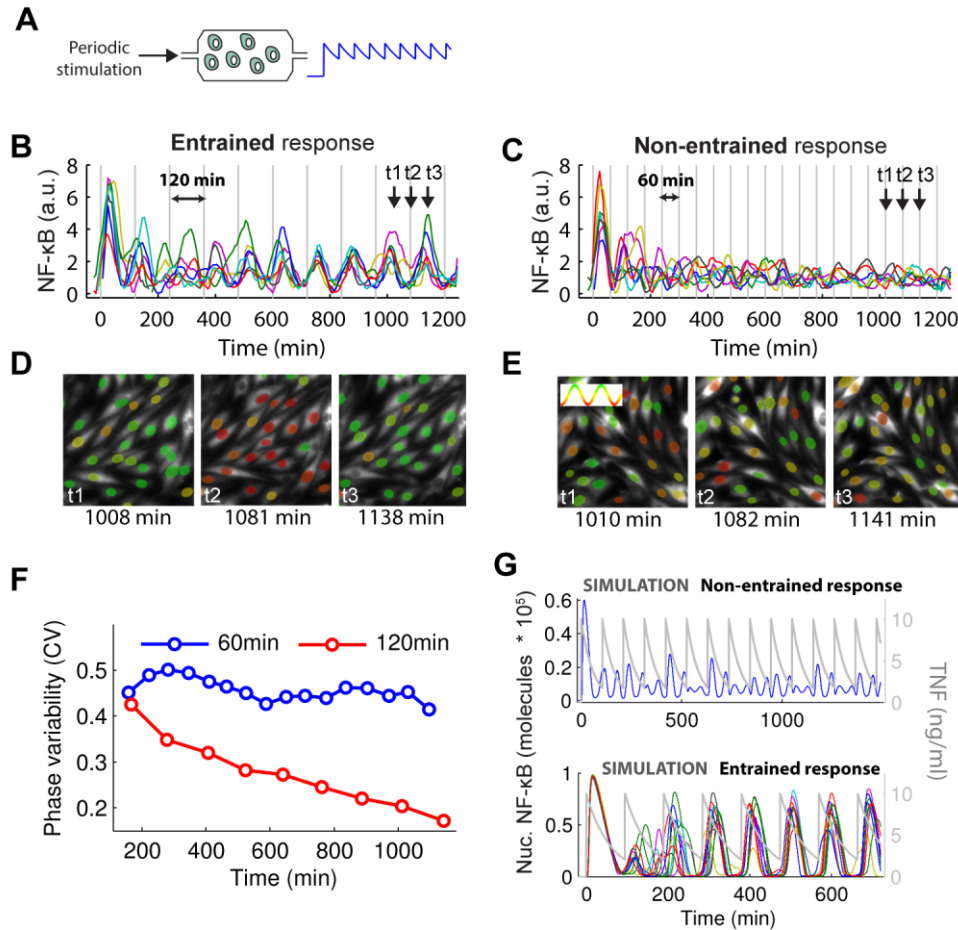 A
Periodic
stimulation
B
Entrained response
NF-κB (a.u.)
8
6
4
2
0
120 min
t1
t2
t3
0 200 400 600 800 1000 1200
Time (min)
C
Non-entrained response
NF-κB (a.u.)
8
6
4
2
0
60 min
t1
t2
t3
0 200 400 600 800 1000 1200
Time (min)
D
t1
t2
t3
1008 min
1081 min
1138 min
E
t1
t2
t3
1010 min
1082 min
1141 min
F
Phase variability (CV)
0.5
0.4
0.3
0.2
60min
120min
200 400 600 800 1000
Time (min)
G
SIMULATION Non-entrained response
0.6
0.4
0.2
0
10
5
0
0 500 1000
Nuc. NF-κB (molecules * 10⁵)
TNF (ng/ml)
SIMULATION Entrained response
1
0.5
0
10
5
0
0 200 400 600
Time (min)